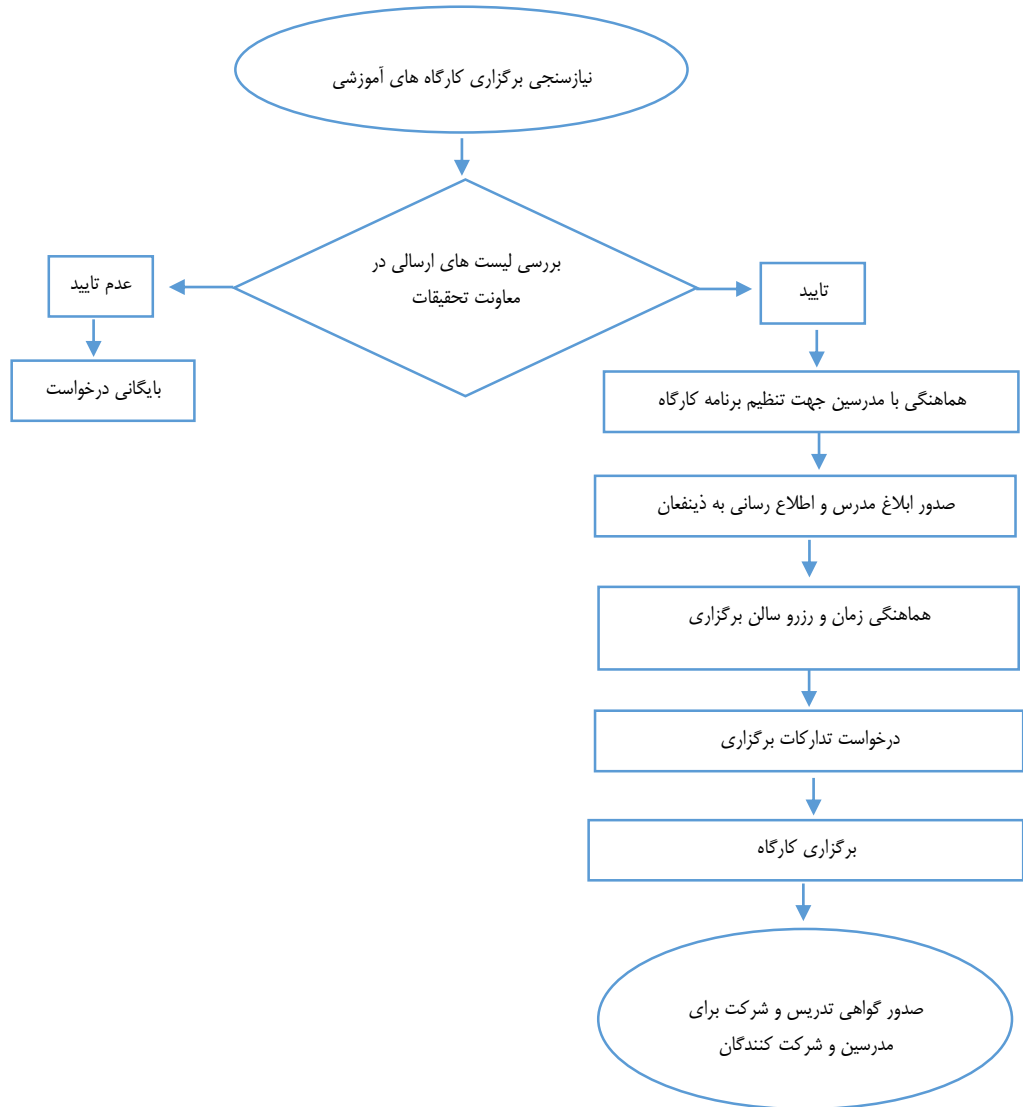 نیازسنجی برگزاری کارگاه های آموزشی
بررسی لیست های ارسالی در
معاونت تحقیقات
تایید
عدم تایید
بایگانی درخواست
هماهنگی با مدرسین جهت تنظیم برنامه کارگاه
صدور ابلاغ مدرس و اطلاع رسانی به ذینفعان
هماهنگی زمان و رزرو سالن برگزاری
درخواست تدارکات برگزاری
برگزاری کارگاه
صدور گواهی تدریس و شرکت برای
مدرسین و شرکت کنندگان